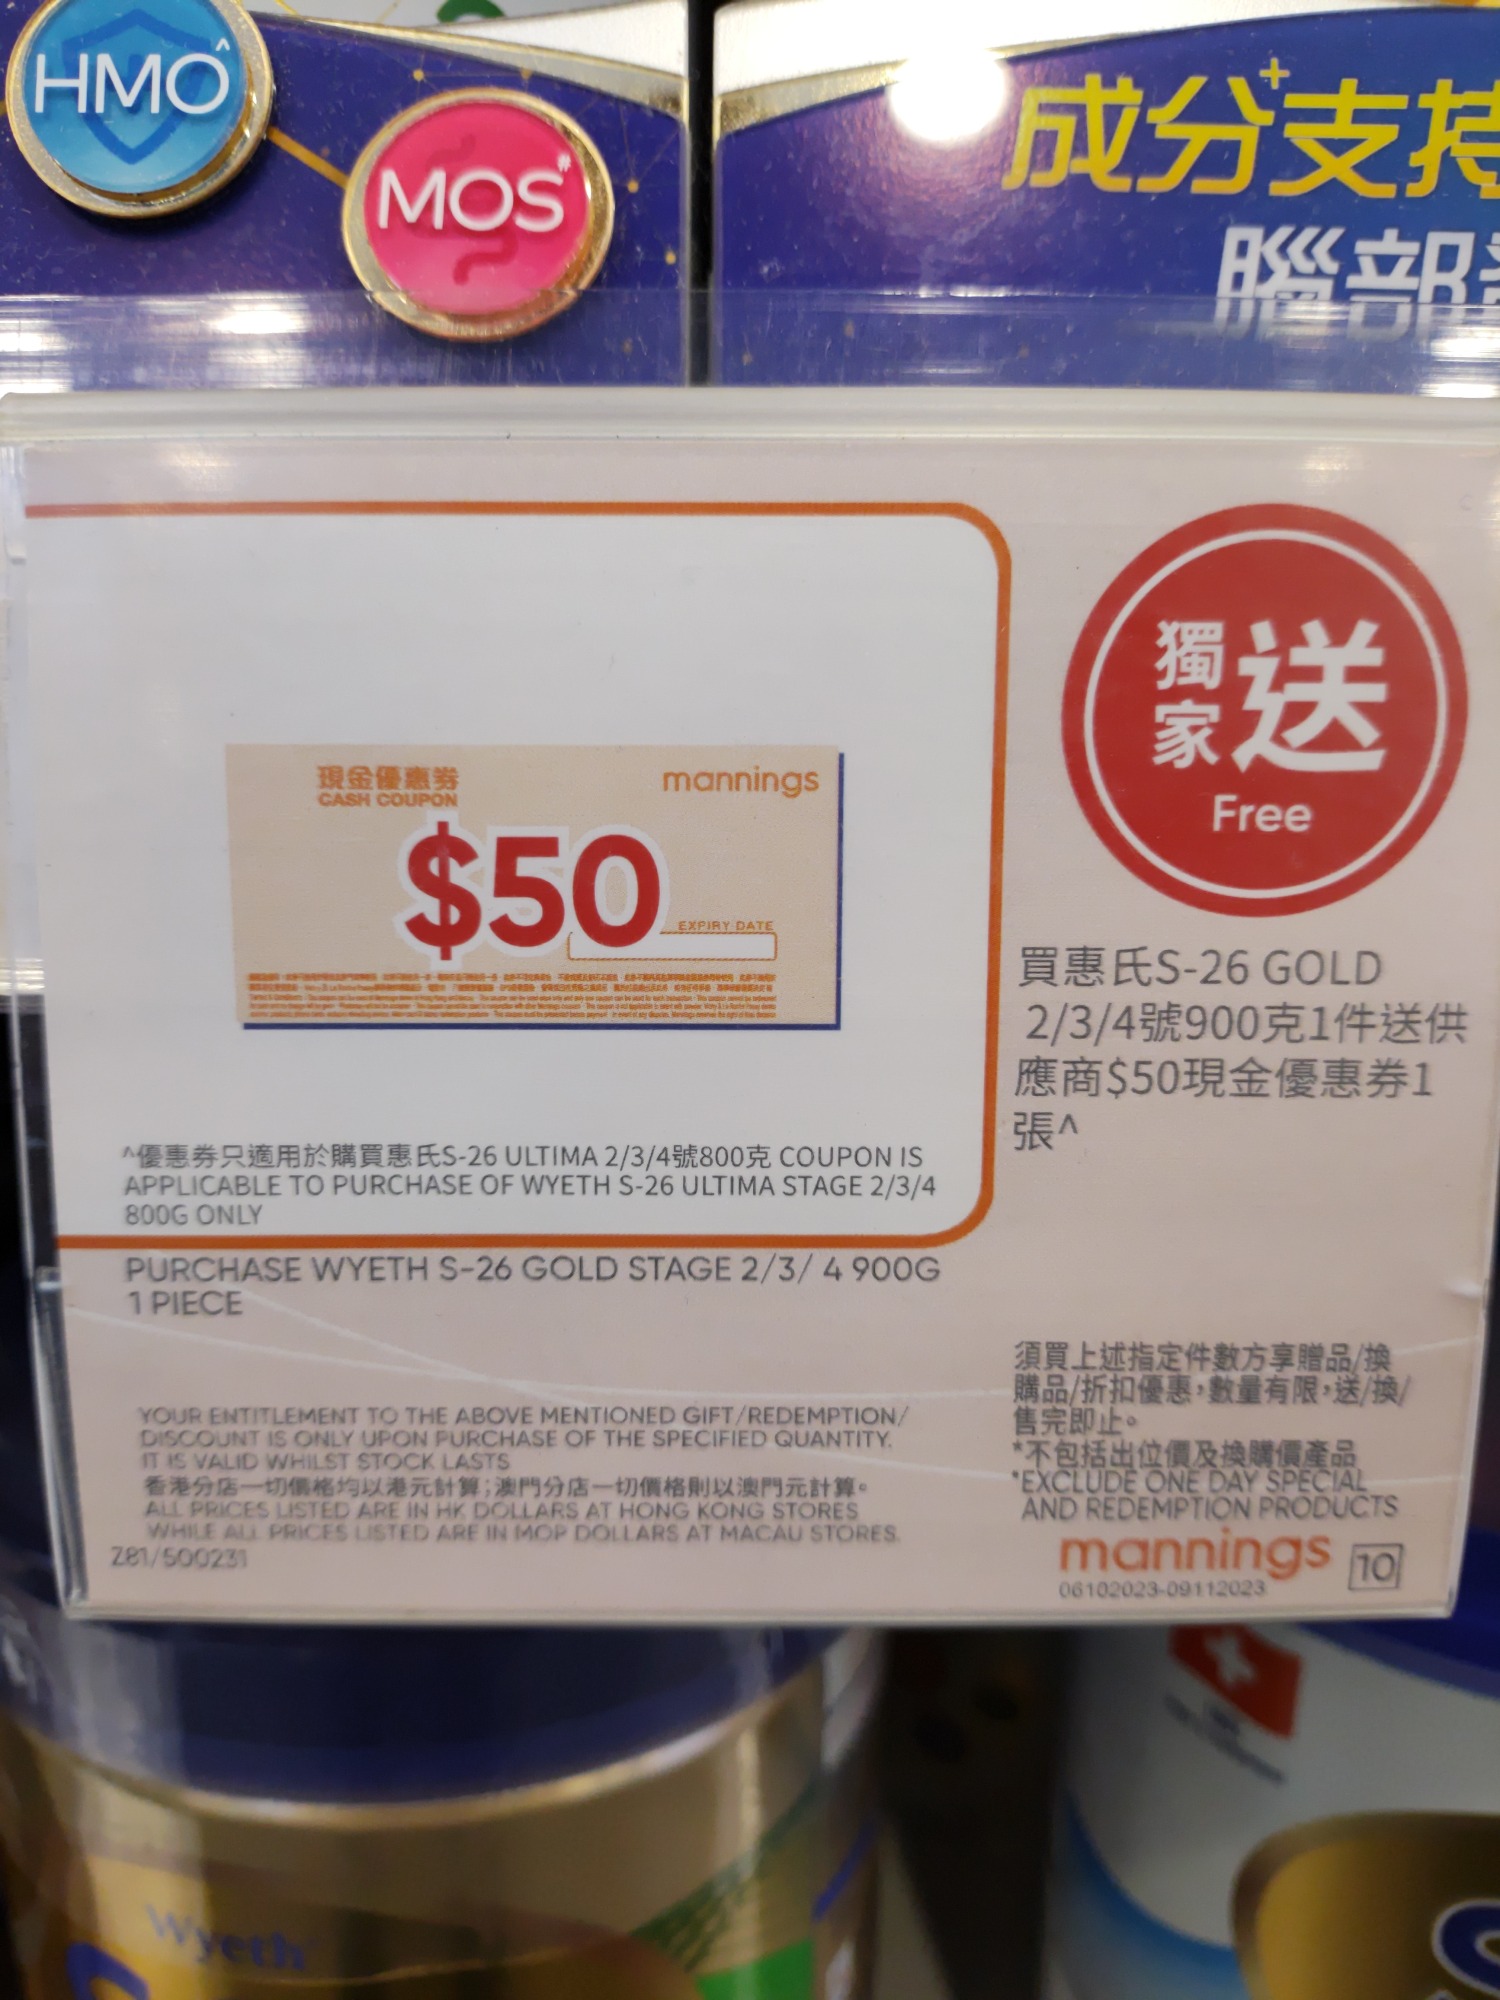 HMO^
MOS#
成分+支持
腦部
獨家送
Free
現金優惠券
CASH COUPON
mannings
$50
EXPIRY DATE
^優惠券只適用於購買惠氏S-26 ULTIMA 2/3/4號800克 COUPON IS
APPLICABLE TO PURCHASE OF WYETH S-26 ULTIMA STAGE 2/3/4
800G ONLY
買惠氏S-26 GOLD
2/3/4號900克1件送供
應商$50現金優惠券1
張^
PURCHASE WYETH S-26 GOLD STAGE 2/3/ 4 900G
1 PIECE
YOUR ENTITLEMENT TO THE ABOVE MENTIONED GIFT/REDEMPTION/
DISCOUNT IS ONLY UPON PURCHASE OF THE SPECIFIED QUANTITY.
IT IS VALID WHILST STOCK LASTS
香港分店一切價格均以港元計算;澳門分店一切價格則以澳門元計算。
ALL PRICES LISTED ARE IN HK DOLLARS AT HONG KONG STORES
WHILE ALL PRICES LISTED ARE IN MOP DOLLARS AT MACAU STORES.
Z81/500231
須買上述指定件數方享贈品/換
購品/折扣優惠,數量有限,送/換/
售完即止。
*不包括出位價及換購價產品
*EXCLUDE ONE DAY SPECIAL
AND REDEMPTION PRODUCTS
mannings 10
06102023-09112023
Wyeth